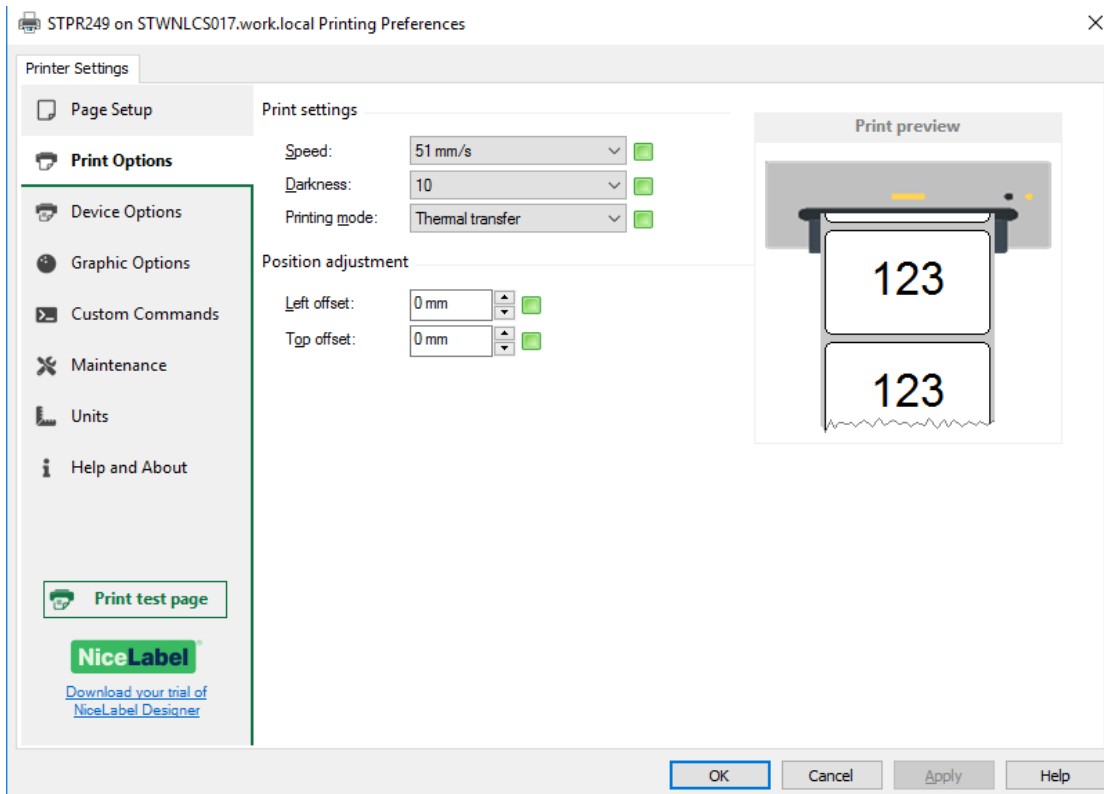 STPR249 on STWNLCS017.work.local Printing Preferences
Printer Settings
Page Setup
Print Options
Device Options
Graphic Options
Custom Commands
Maintenance
Units
Help and About
Print test page
NiceLabel
Download your trial of
NiceLabel Designer
Print settings
Speed: 51 mm/s
Darkness: 10
Printing mode: Thermal transfer
Position adjustment
Left offset: 0 mm
Top offset: 0 mm
Print preview
123
123
OK Cancel Apply Help